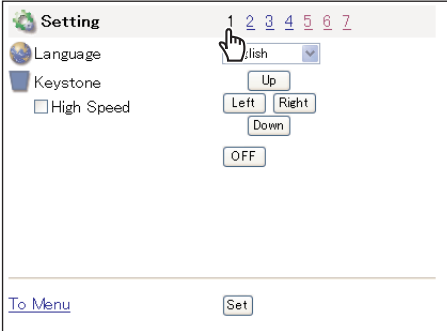 Setting 1 2 3 4 5 6 7
Language glish
Keystone Up
High Speed Left Right
Down
OFF
To Menu Set